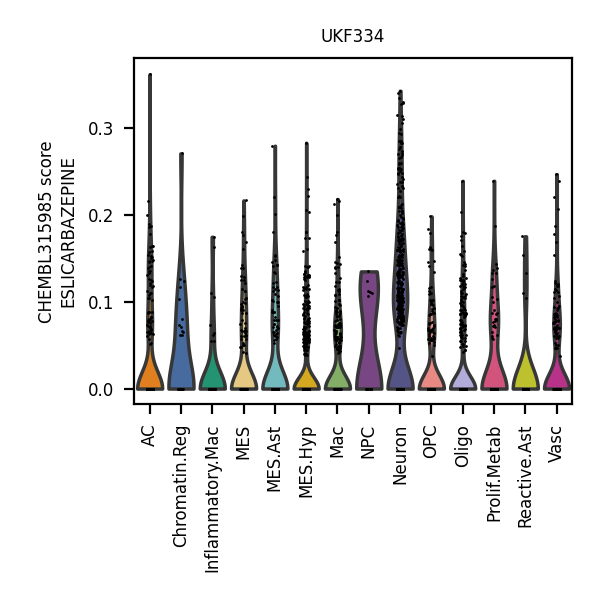 UKF334
CHEMBL315985 score
ESLICARBAZEPINE
0.3
0.2
0.1
0.0
AC
Chromatin.Reg
Inflammatory.Mac
MES
MES.Ast
MES.Hyp
Mac
NPC
Neuron
OPC
Oligo
Prolif.Metab
Reactive.Ast
Vasc